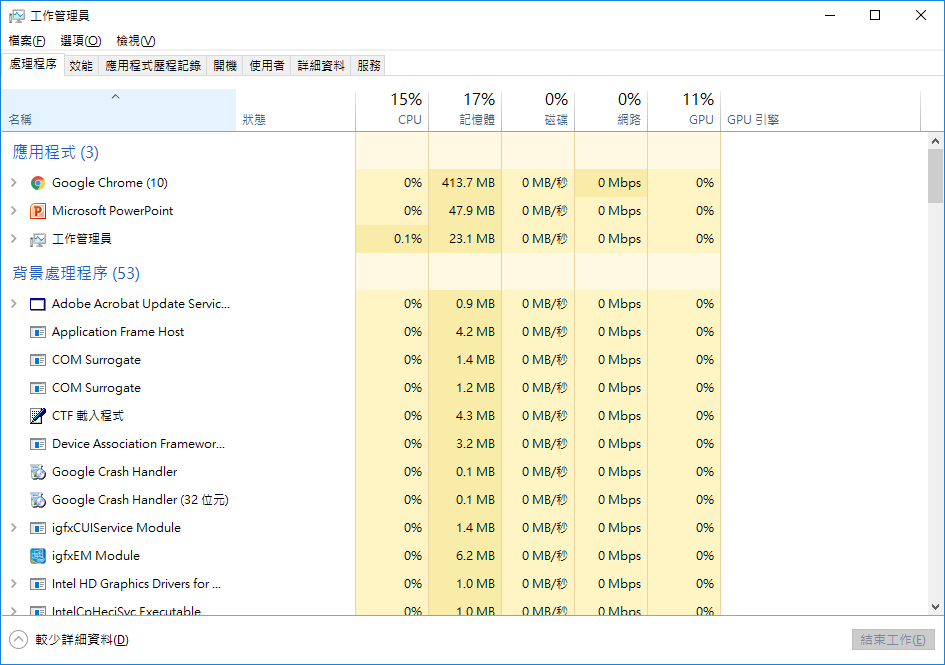 工作管理員
檔案(F) 選項(O) 檢視(V)
處理程序 效能 應用程式歷程記錄 開機 使用者 詳細資料 服務
15% 17% 0% 0% 11%
名稱 狀態 CPU 記憶體 磁碟 網路 GPU GPU 引擎
應用程式 (3)
Google Chrome (10) 0% 413.7 MB 0 MB/秒 0 Mbps 0%
Microsoft PowerPoint 0% 47.9 MB 0 MB/秒 0 Mbps 0%
工作管理員 0.1% 23.1 MB 0 MB/秒 0 Mbps 0%
背景處理程序 (53)
Adobe Acrobat Update Servic... 0% 0.9 MB 0 MB/秒 0 Mbps 0%
Application Frame Host 0% 4.2 MB 0 MB/秒 0 Mbps 0%
COM Surrogate 0% 1.4 MB 0 MB/秒 0 Mbps 0%
COM Surrogate 0% 1.2 MB 0 MB/秒 0 Mbps 0%
CTF 載入程式 0% 4.3 MB 0 MB/秒 0 Mbps 0%
Device Association Framewor... 0% 3.2 MB 0 MB/秒 0 Mbps 0%
Google Crash Handler 0% 0.1 MB 0 MB/秒 0 Mbps 0%
Google Crash Handler (32 位元) 0% 0.1 MB 0 MB/秒 0 Mbps 0%
igfxCUIService Module 0% 1.4 MB 0 MB/秒 0 Mbps 0%
igfxEM Module 0% 6.2 MB 0 MB/秒 0 Mbps 0%
Intel HD Graphics Drivers for ... 0% 1.0 MB 0 MB/秒 0 Mbps 0%
IntelCpHeciSvc Executable 0% 1.0 MB 0 MB/秒 0 Mbps 0%
較少詳細資料(D) 結束工作(E)